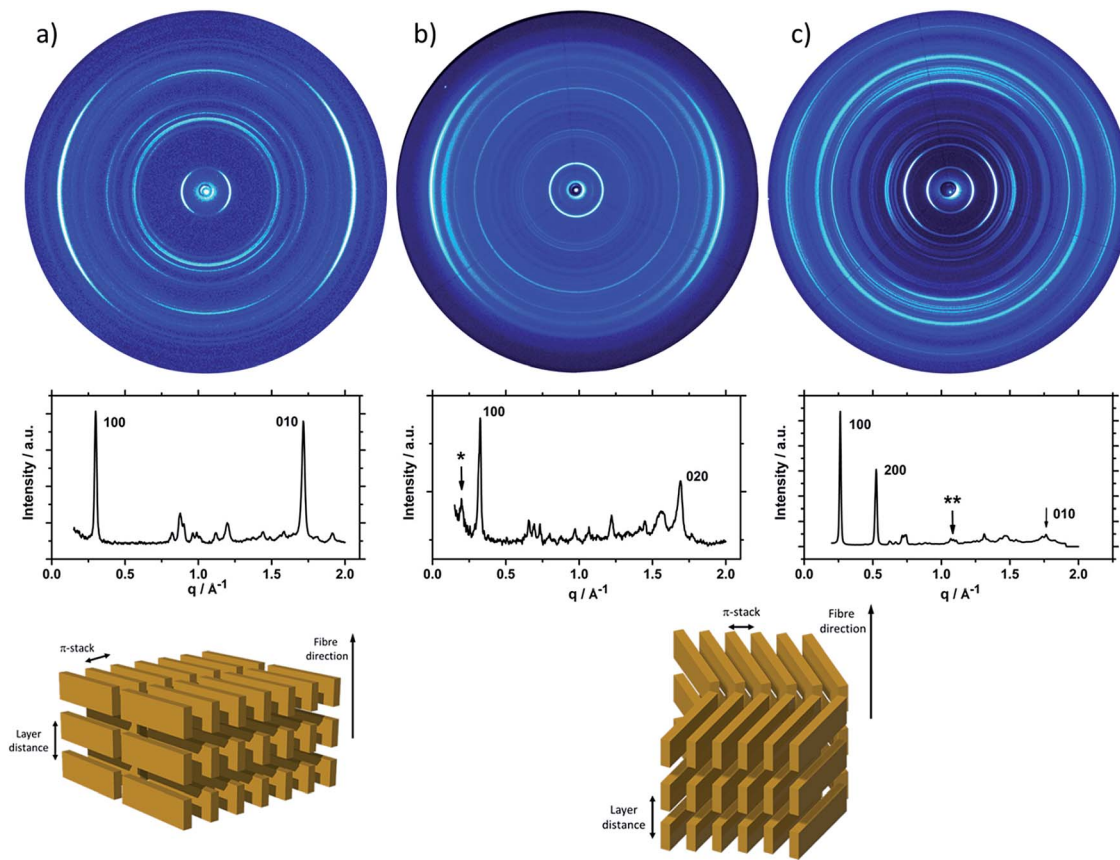 a)
b)
c)
Intensity / a.u.
100
010
0.0 0.5 1.0 1.5 2.0
q / A⁻¹
Intensity / a.u.
*
100
020
0.0 0.5 1.0 1.5 2.0
q / A⁻¹
Intensity / a.u.
100
200
**
010
0.0 0.5 1.0 1.5 2.0
q / A⁻¹
π-stack
Fibre
direction
Layer
distance
π-stack
Fibre
direction
Layer
distance